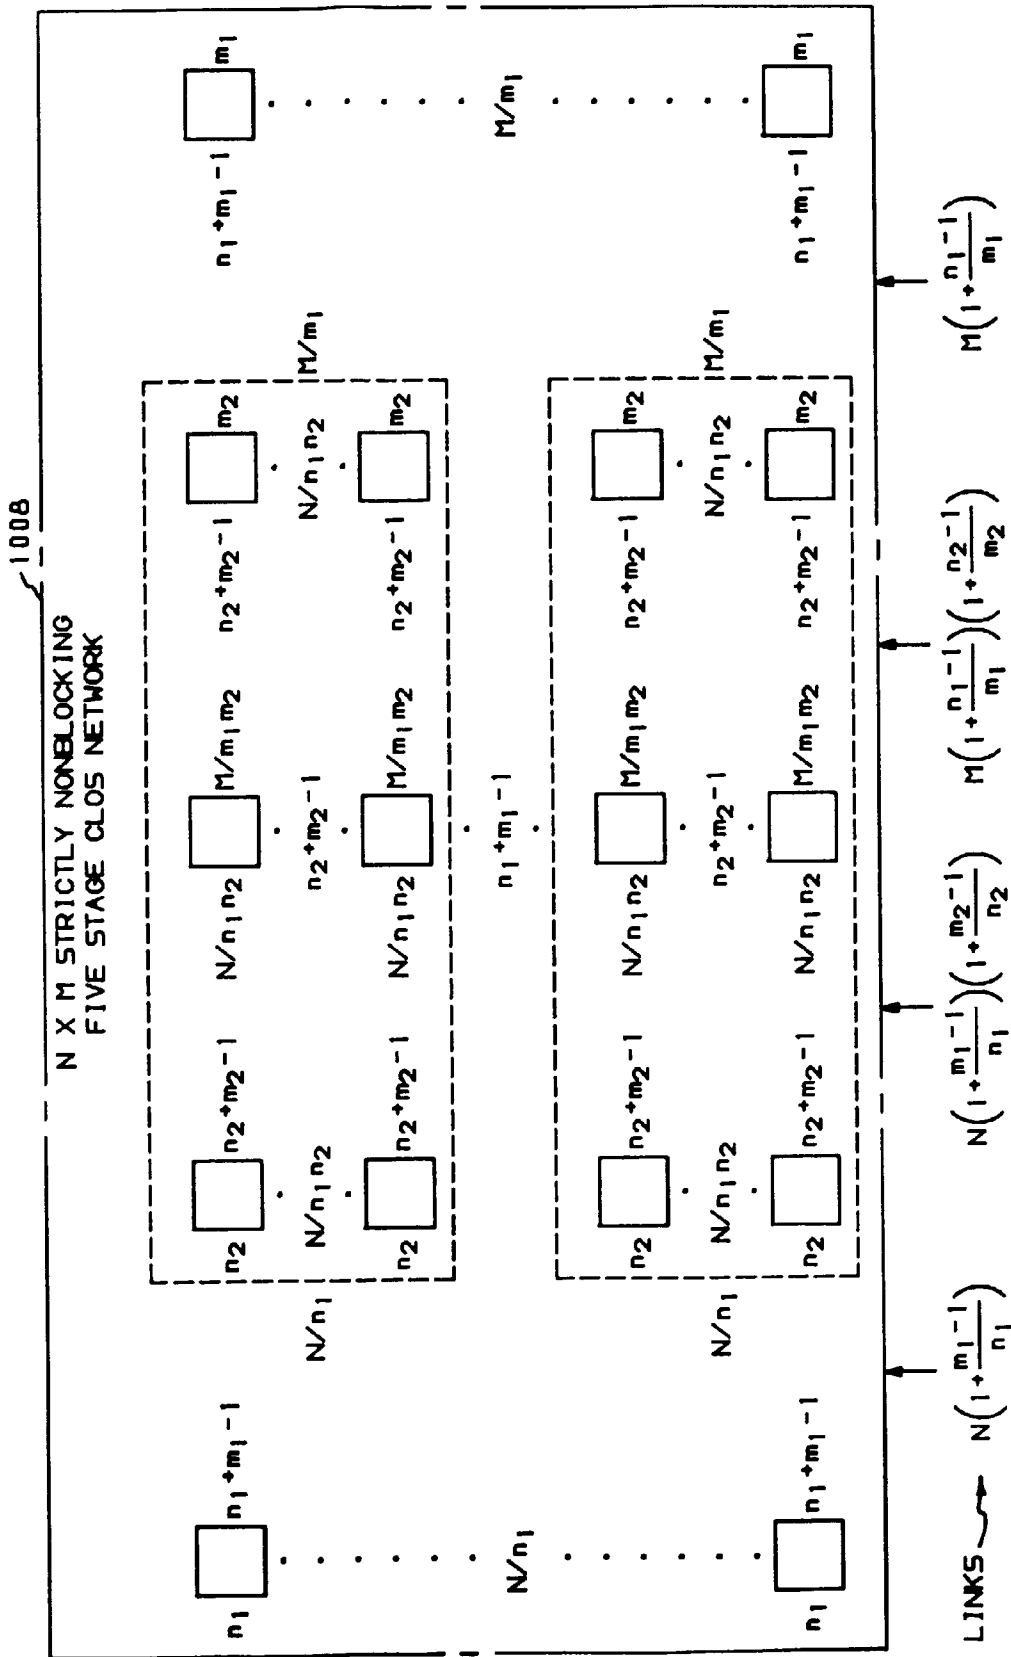 1008
N X M STRICTLY NONBLOCKING
FIVE STAGE CLOS NETWORK
n₁ n₁+m₁-1
N/n₁
n₁ n₁+m₁-1
N/n₁
n₂ n₂+m₂-1
N/n₁n₂
n₂ n₂+m₂-1
N/n₁n₂ M/m₁m₂
n₂+m₂-1
N/n₁n₂ M/m₁m₂
n₂+m₂-1 m₂
N/n₁n₂
n₂+m₂-1 m₂
M/m₁
n₁+m₁-1
N/n₁
n₂ n₂+m₂-1
N/n₁n₂
n₂ n₂+m₂-1
N/n₁n₂ M/m₁m₂
n₂+m₂-1
N/n₁n₂ M/m₁m₂
n₂+m₂-1 m₂
N/n₁n₂
n₂+m₂-1 m₂
M/m₁
n₁+m₁-1 m₁
M/m₁
n₁+m₁-1 m₁
LINKS N(1+(m₁-1)/n₁) N(1+(m₁-1)/n₁)(1+(m₂-1)/n₂) M(1+(n₁-1)/m₁)(1+(n₂-1)/m₂) M(1+(n₁-1)/m₁)